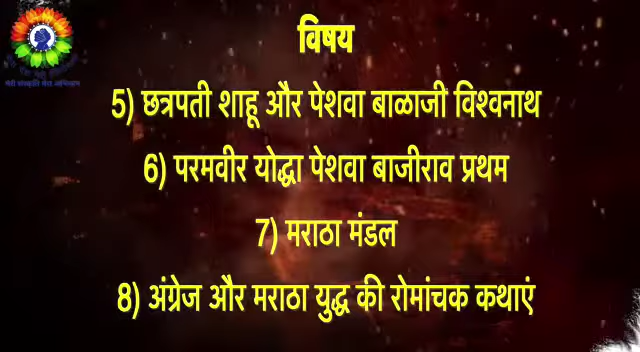 विषय
5) छत्रपती शाहू और पेशवा बाळाजी विश्वनाथ
6) परमवीर योद्धा पेशवा बाजीराव प्रथम
7) मराठा मंडल
8) अंग्रेज और मराठा युद्ध की रोमांचक कथाएं